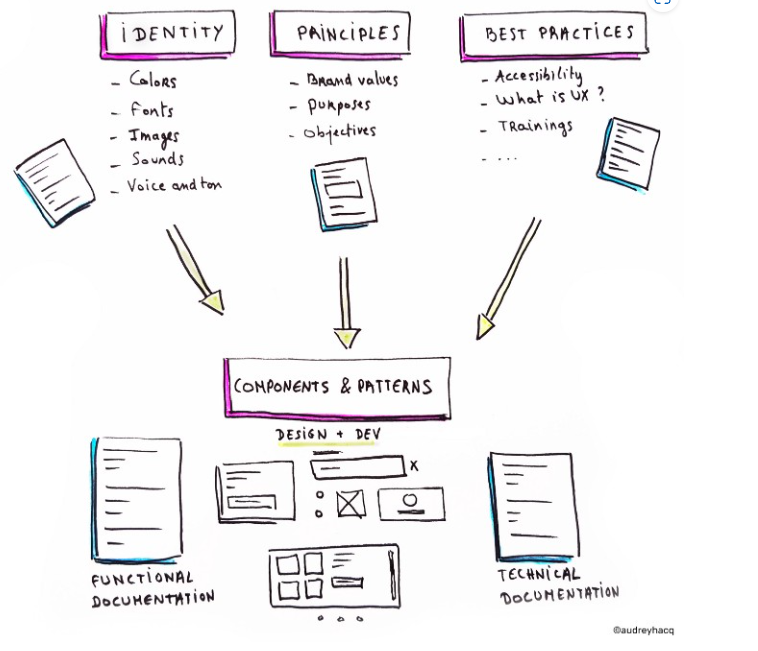 iDENTITY
PRINCIPLES
BEST PRACTICES
- Colors
- Fonts
- Images
- Sounds
- Voice and ton
- Brand values
- Purposes
- Objectives
- Accessibility
- What is UX ?
- TRainings
- ...
COMPONENTS & PATTERNS
DESIGN + DEV
X
FUNCTIONAL
DOCUMENTATION
TECHNICAL
DOCUMENTATION
©audreyhacq